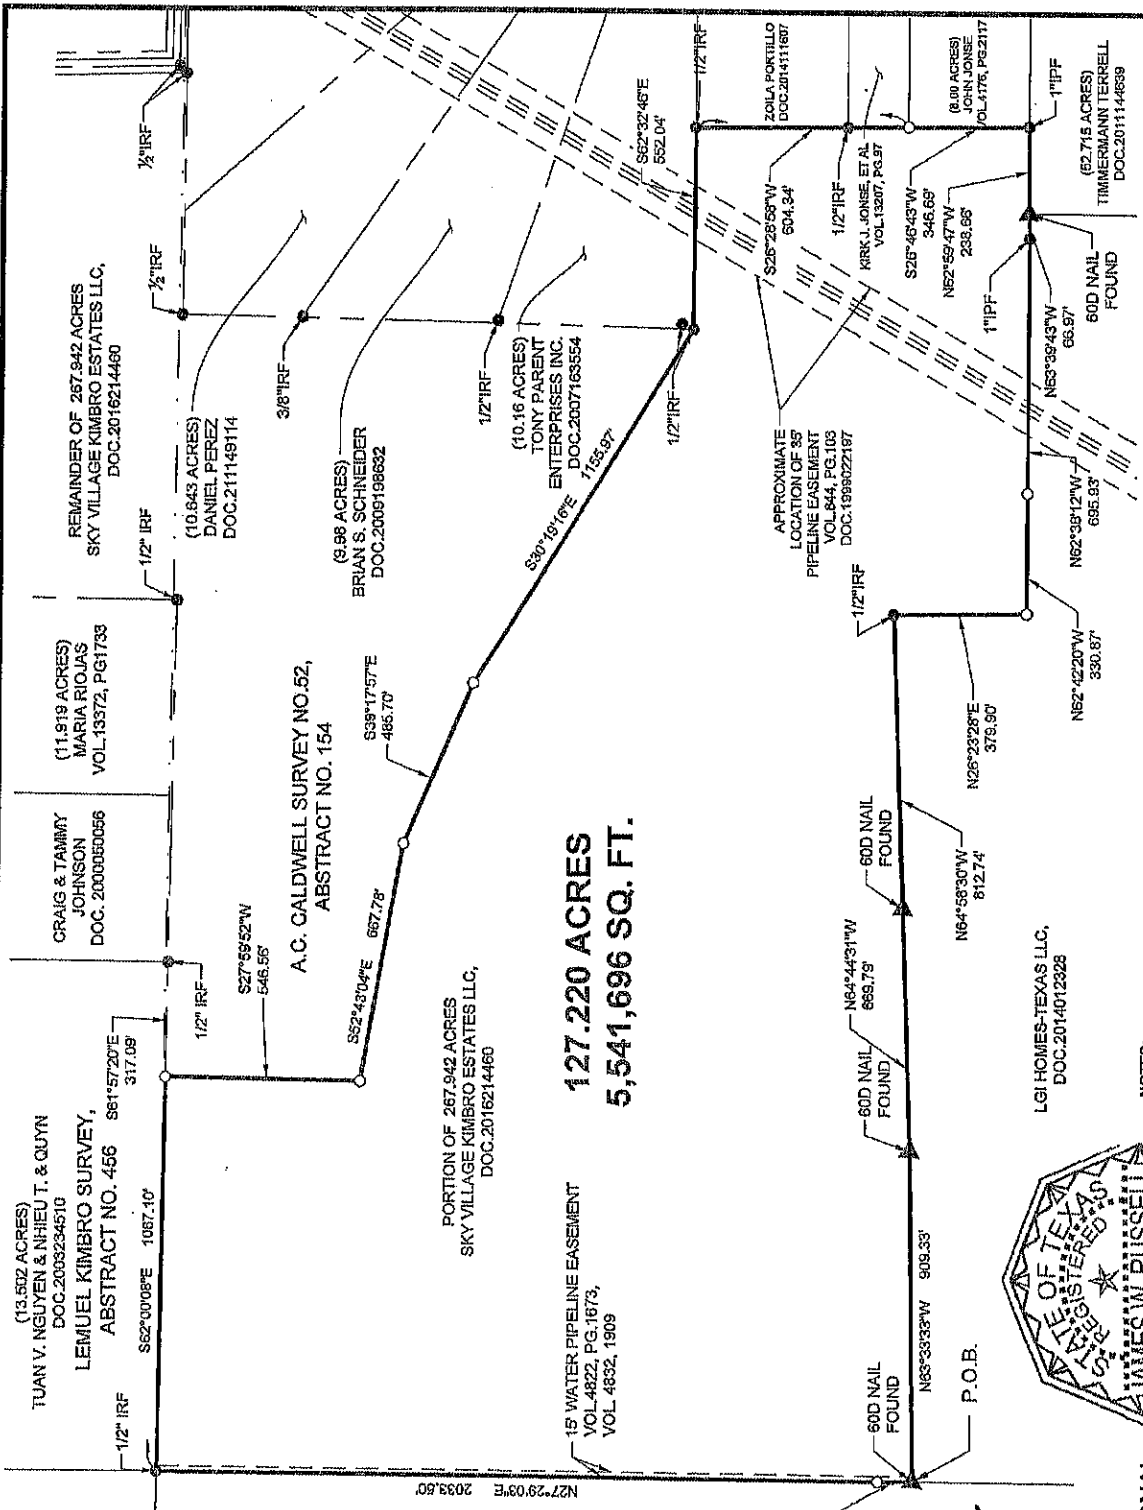 (13.502 ACRES)
TUAN V. NGUYEN & NHIEU T. & QUYN
DOC.2003234510
LEMUEL KIMBRO SURVEY,
ABSTRACT NO. 456
1/2" IRF
S62°00'08"E 1067.10'
S61°57'20"E
317.09'
1/2" IRF
CRAIG & TAMMY
JOHNSON
DOC. 2000050056
(11.919 ACRES)
MARIA RIOJAS
VOL.13372, PG1733
1/2" IRF
REMAINDER OF 267.942 ACRES
SKY VILLAGE KIMBRO ESTATES LLC,
DOC.2016214460
½"IRF
½"IRF
(10.643 ACRES)
DANIEL PEREZ
DOC.211149114
3/8"IRF
(9.98 ACRES)
BRIAN S. SCHNEIDER
DOC.2009198632
1/2"IRF
(10.16 ACRES)
TONY PARENT
ENTERPRISES INC.
DOC.2007163554
1/2"IRF
S27°59'52"W
546.56'
A.C. CALDWELL SURVEY NO.52,
ABSTRACT NO. 154
S52°43'04"E 667.78'
S39°17'57"E
485.70'
S30°19'16"E 1155.97'
S62°32'46"E
552.04'
1/2"IRF
ZOILA PORTILLO
DOC.2014111607
S26°28'58"W
604.34'
1/2"IRF
KIRK J. JONSE, ET AL
VOL.13207, PG.97
(8.00 ACRES)
JOHN JONSE
VOL.4176, PG.2117
S26°46'43"W
346.69'
N62°59'47"W
238.66'
1"IPF
1"IPF
(52.715 ACRES)
TIMMERMANN TERRELL
DOC.2011144639
60D NAIL
FOUND
N63°39'43"W
66.97'
APPROXIMATE
LOCATION OF 35'
PIPELINE EASEMENT
VOL.644, PG.103
DOC.1999022197
N62°38'12"W
695.93'
N62°42'20"W
330.87'
1/2"IRF
N26°23'28"E
379.90'
PORTION OF 267.942 ACRES
SKY VILLAGE KIMBRO ESTATES LLC,
DOC.2016214460
127.220 ACRES
5,541,696 SQ. FT.
15' WATER PIPELINE EASEMENT
VOL.4822, PG.1673,
VOL. 4832, 1909
N27°29'03"E 2033.60'
60D NAIL
FOUND
N64°58'30"W
812.74'
60D NAIL
FOUND
N64°44'31"W
669.79'
60D NAIL
FOUND
N63°33'33"W 909.33'
P.O.B.
LGI HOMES-TEXAS LLC,
DOC.2014012328
STATE OF TEXAS
REGISTERED
JAMES W. RUSSELL